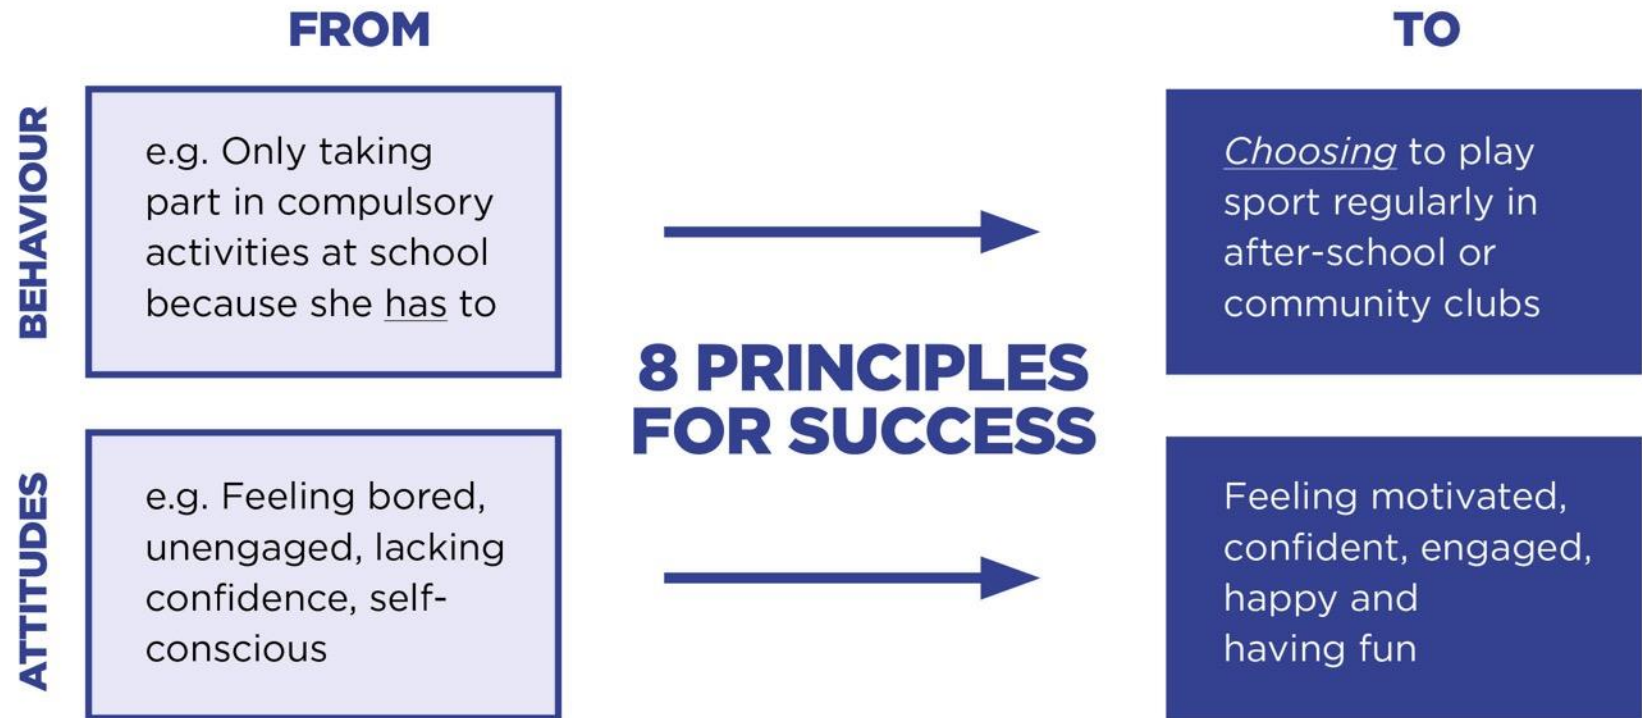 FROM
TO
BEHAVIOUR
e.g. Only taking
part in compulsory
activities at school
because she has to
Choosing to play
sport regularly in
after-school or
community clubs
8 PRINCIPLES
FOR SUCCESS
ATTITUDES
e.g. Feeling bored,
unengaged, lacking
confidence, self-
conscious
Feeling motivated,
confident, engaged,
happy and
having fun